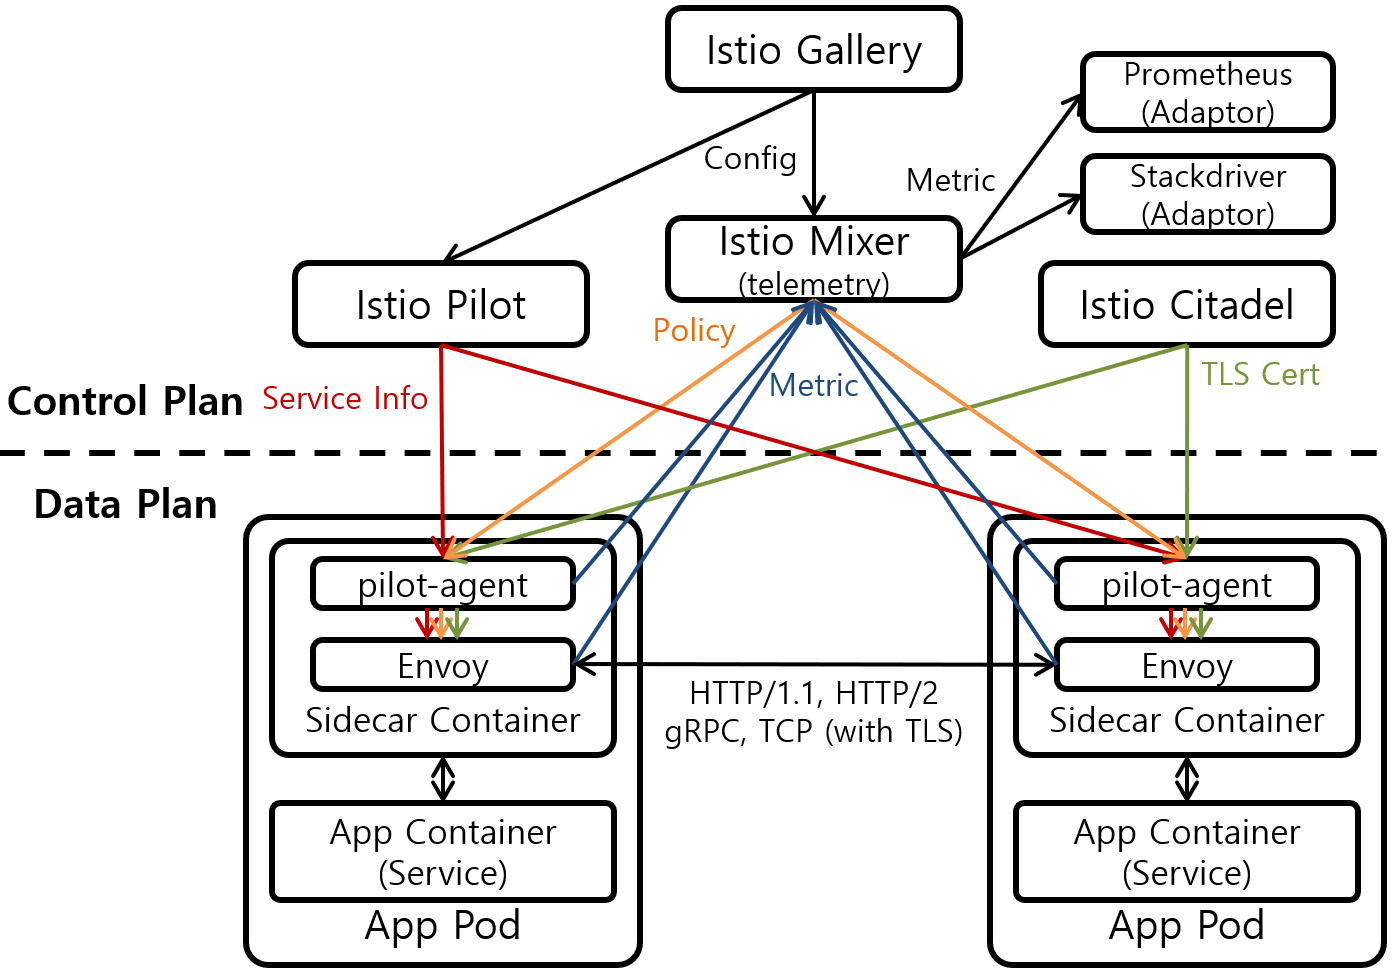 Istio Gallery
Prometheus
(Adaptor)
Config
Metric
Stackdriver
(Adaptor)
Istio Mixer
(telemetry)
Istio Pilot
Istio Citadel
Policy
Metric
TLS Cert
Control Plan
Service Info
Data Plan
pilot-agent
pilot-agent
Envoy
Envoy
Sidecar Container
HTTP/1.1, HTTP/2
gRPC, TCP (with TLS)
Sidecar Container
App Container
(Service)
App Container
(Service)
App Pod
App Pod